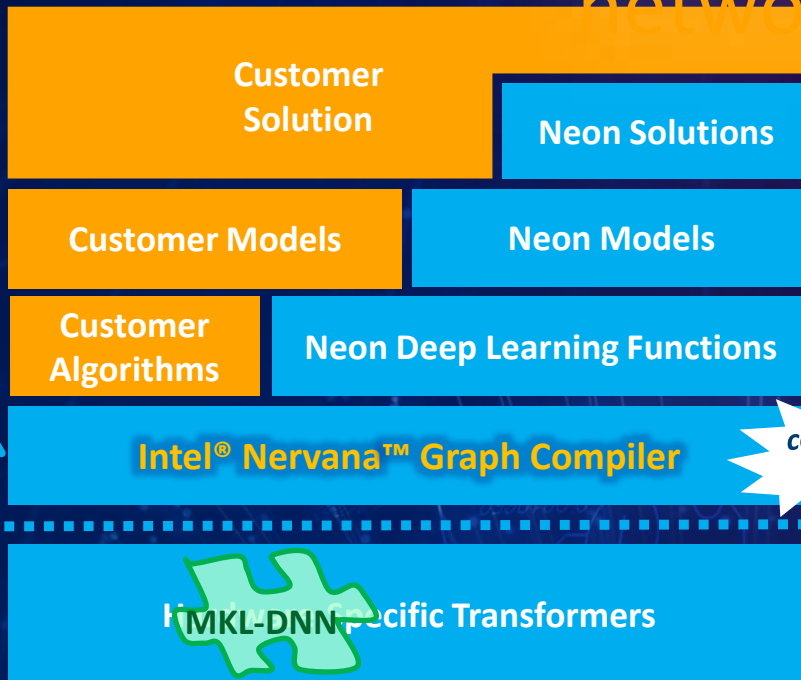 Customer
Solution
Neon Solutions
Customer Models
Neon Models
Customer
Algorithms
Neon Deep Learning Functions
Intel® Nervana™ Graph Compiler
MKL-DNN
Specific Transformers